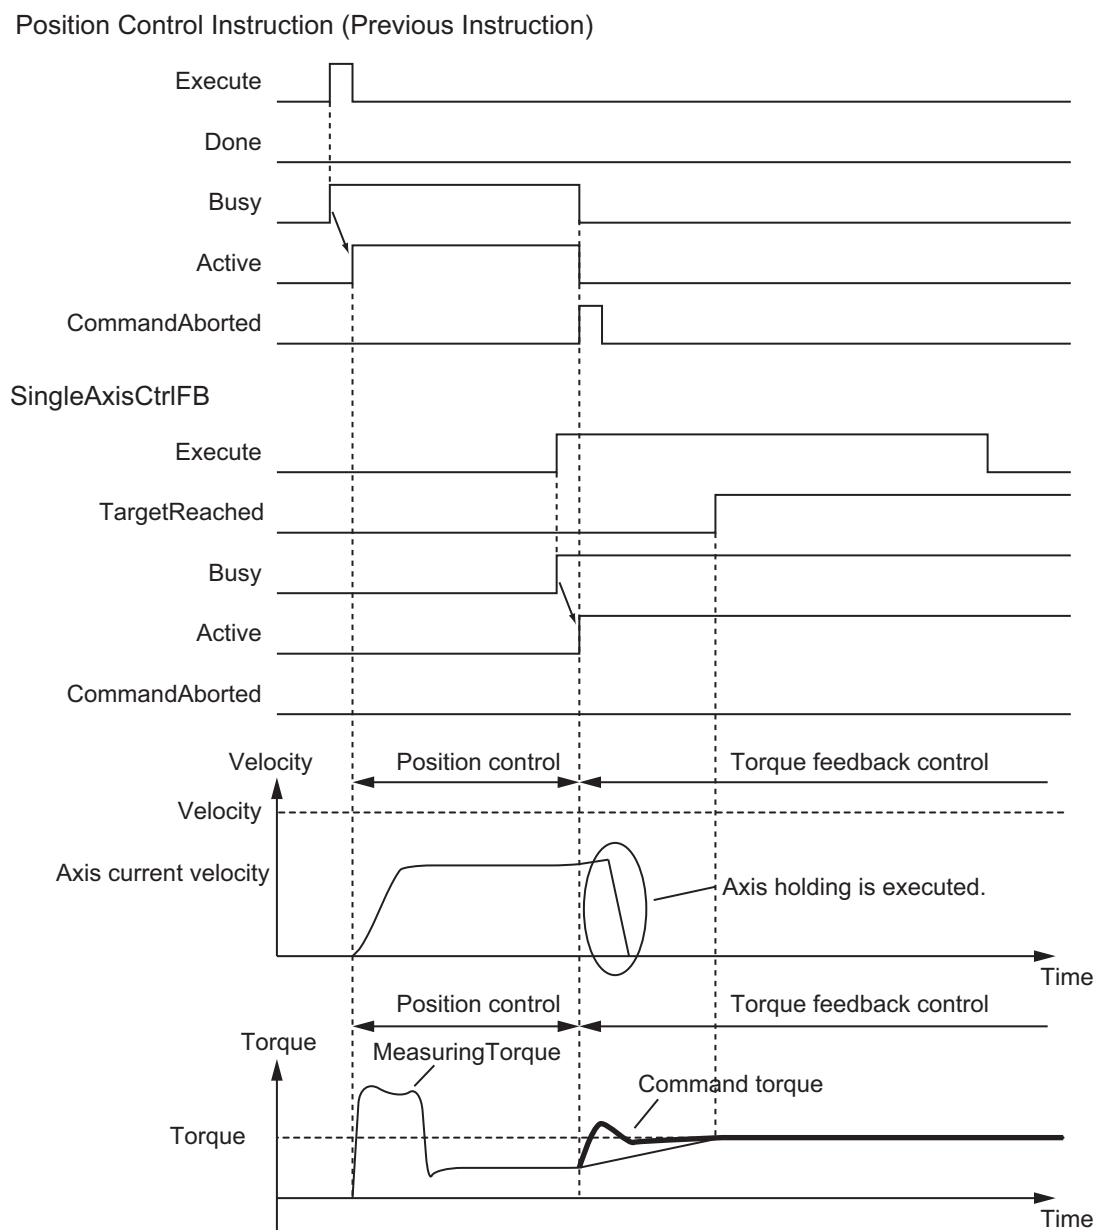 Position Control Instruction (Previous Instruction)
Execute
Done
Busy
Active
CommandAborted
SingleAxisCtrlFB
Execute
TargetReached
Busy
Active
CommandAborted
Velocity
Position control
Torque feedback control
Velocity
Axis current velocity
Axis holding is executed.
Time
Position control
Torque feedback control
Torque
MeasuringTorque
Command torque
Torque
Time